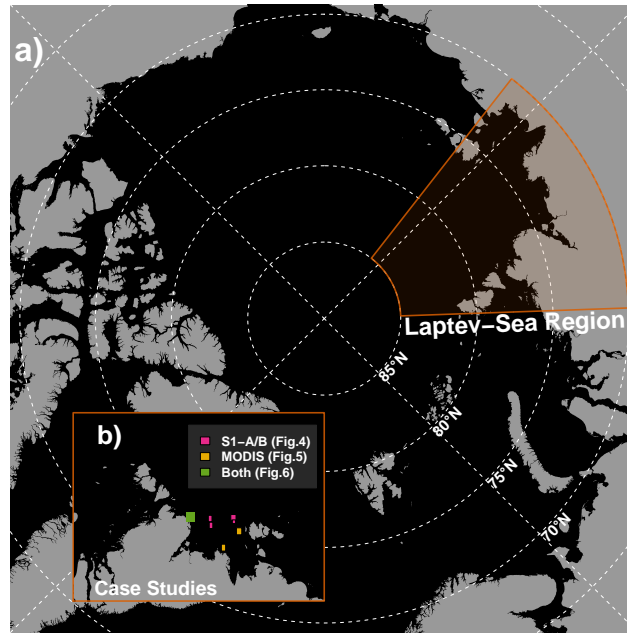 a)
Laptev-Sea Region
85°N
80°N
75°N
70°N
b)
S1-A/B (Fig.4)
MODIS (Fig.5)
Both (Fig.6)
Case Studies